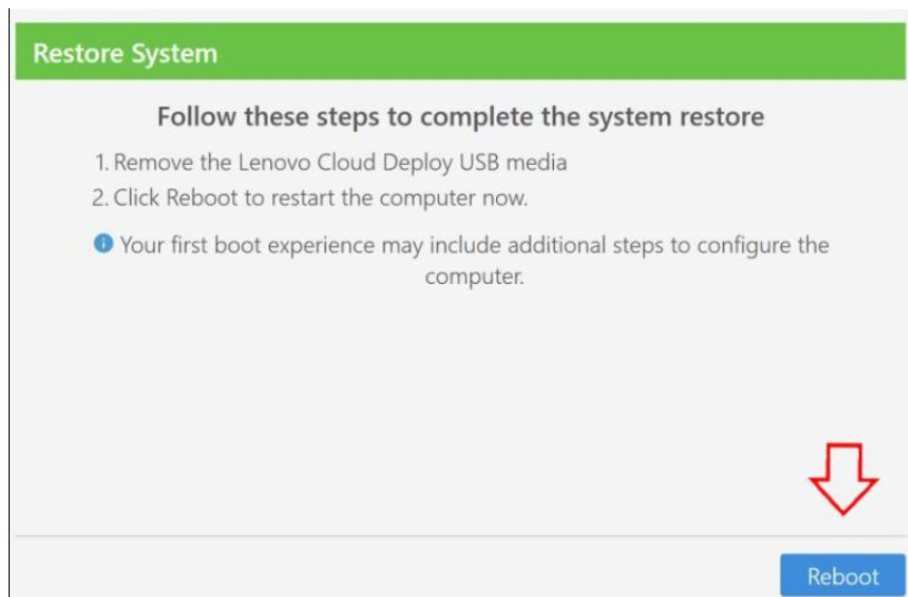 Restore System
Follow these steps to complete the system restore
1. Remove the Lenovo Cloud Deploy USB media
2. Click Reboot to restart the computer now.
Your first boot experience may include additional steps to configure the
computer.
Reboot